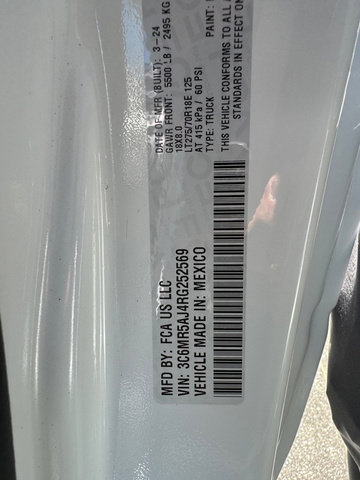 MFD BY: FCA US LLC
DATE OF MFR (BUILT): 3-24
GAWR FRONT: 5500 LB / 2495 KG
18X8.0
LT275/70R18E 125
AT 415 kPa / 60 PSI
TYPE: TRUCK
PAINT:
THIS VEHICLE CONFORMS TO ALL
STANDARDS IN EFFECT ON
VIN: 3C6MR5AJ4RG252569
VEHICLE MADE IN: MEXICO